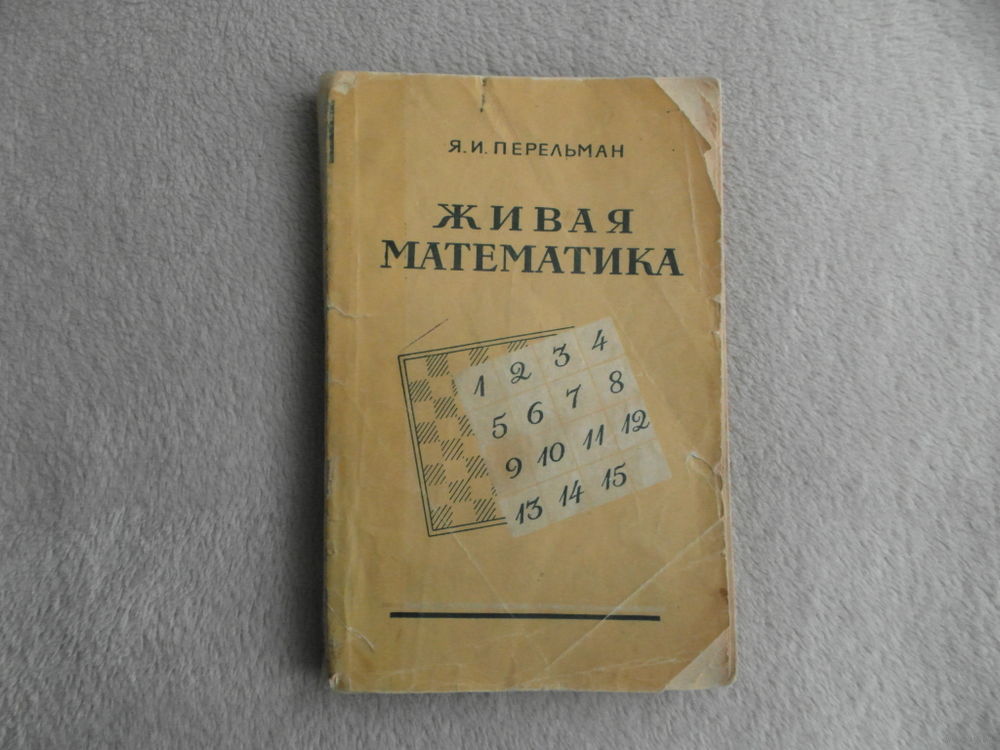 Я.И. ПЕРЕЛЬМАН
ЖИВАЯ
МАТЕМАТИКА
1 2 3 4
5 6 7 8
9 10 11 12
13 14 15